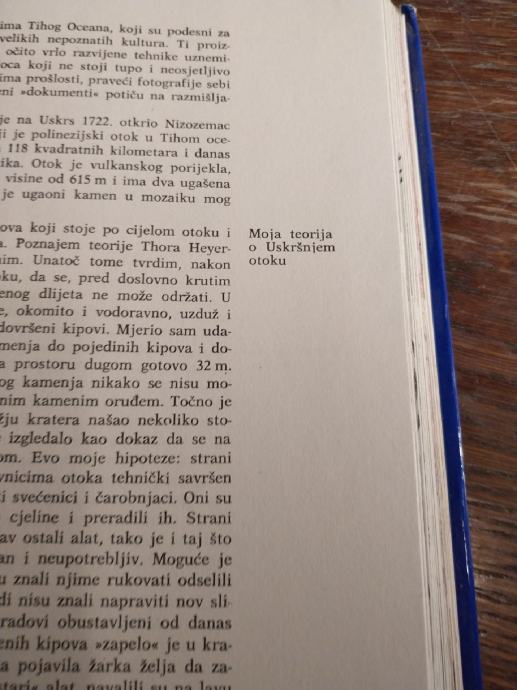 ima Tihog Oceana, koji su podesni za
velikih nepoznatih kultura. Ti proiz-
očito vrlo razvijene tehnike uznemi-
oca koji ne stoji tupo i neosjetljivo
ima prošlosti, praveći fotografije sebi
eni »dokumenti« potiču na razmišlja-
je na Uskrs 1722. otkrio Nizozemac
ji je polinezijski otok u Tihom oce-
118 kvadratnih kilometara i danas
ika. Otok je vulkanskog porijekla,
visine od 615 m i ima dva ugašena
je ugaoni kamen u mozaiku mog
ova koji stoje po cijelom otoku i
a. Poznajem teorije Thora Heyer-
nim. Unatoč tome tvrdim, nakon
oku, da se, pred doslovno krutim
enog dlijeta ne može održati. U
e, okomito i vodoravno, uzduž i
dovršeni kipovi. Mjerio sam uda-
menja do pojedinih kipova i do-
a prostoru dugom gotovo 32 m.
og kamenja nikako se nisu mo-
nim kamenim oruđem. Točno je
žju kratera našao nekoliko sto-
e izgledalo kao dokaz da se na
om. Evo moje hipoteze: strani
vnicima otoka tehnički savršen
ti svećenici i čarobnjaci. Oni su
cjeline i preradili ih. Strani
av ostali alat, tako je i taj što
an i neupotrebljiv. Moguće je
u znali njime rukovati odselili
di nisu znali napraviti nov sli-
radovi obustavljeni od danas
enih kipova »zapelo« je u kra-
a pojavila žarka želja da za-
stari« alat, navalili su na lavu
Moja teorija
o Uskršnjem
otoku